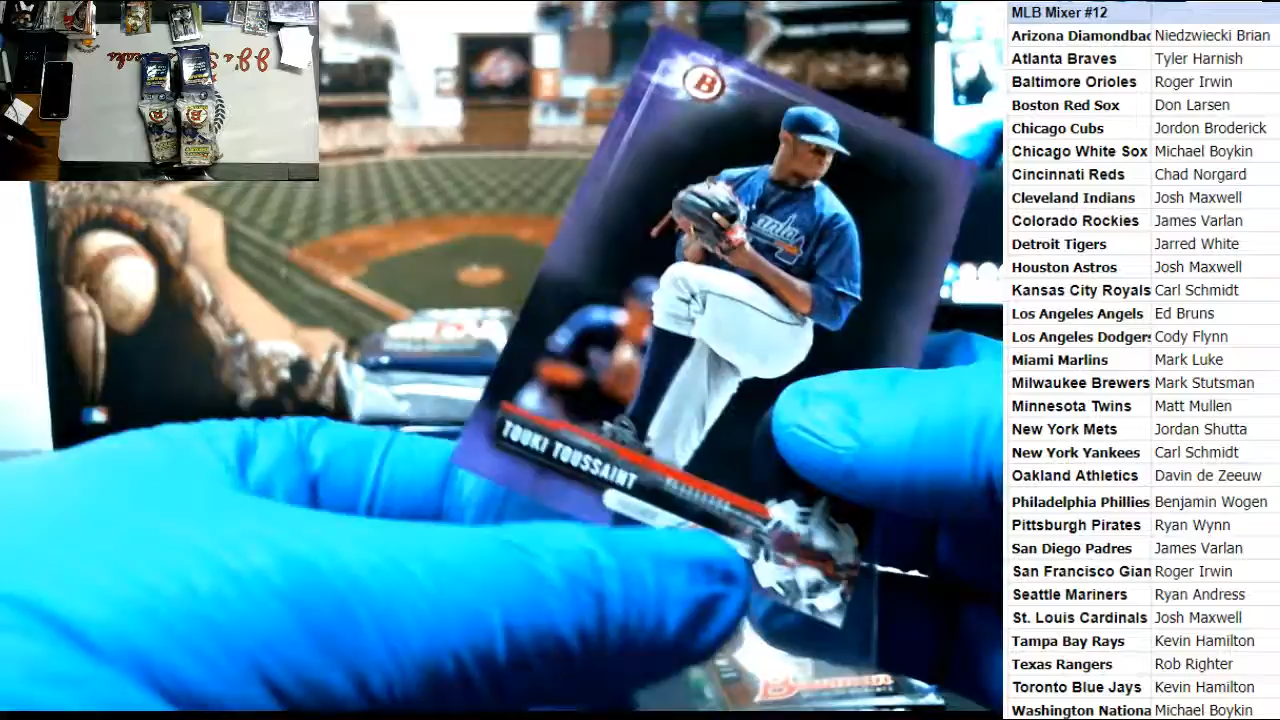 MLB Mixer #12
Arizona Diamondbac Niedzwiecki Brian
Atlanta Braves Tyler Harnish
Baltimore Orioles Roger Irwin
Boston Red Sox Don Larsen
Chicago Cubs Jordon Broderick
Chicago White Sox Michael Boykin
Cincinnati Reds Chad Norgard
Cleveland Indians Josh Maxwell
Colorado Rockies James Varlan
Detroit Tigers Jarred White
Houston Astros Josh Maxwell
Kansas City Royals Carl Schmidt
Los Angeles Angels Ed Bruns
Los Angeles Dodgers Cody Flynn
Miami Marlins Mark Luke
Milwaukee Brewers Mark Stutsman
Minnesota Twins Matt Mullen
New York Mets Jordan Shutta
New York Yankees Carl Schmidt
Oakland Athletics Davin de Zeeuw
Philadelphia Phillies Benjamin Wogen
Pittsburgh Pirates Ryan Wynn
San Diego Padres James Varlan
San Francisco Gian Roger Irwin
Seattle Mariners Ryan Andress
St. Louis Cardinals Josh Maxwell
Tampa Bay Rays Kevin Hamilton
Texas Rangers Rob Righter
Toronto Blue Jays Kevin Hamilton
Washington Nationa Michael Boykin
B
TOUKI TOUSSAINT
Bowman